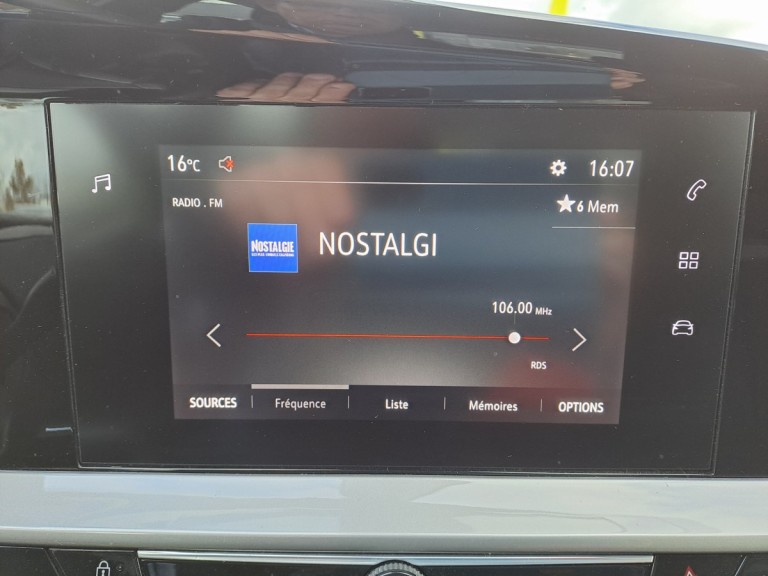 16°C 16:07
RADIO . FM
6 Mem
NOSTALGIE
NOSTALGI
106.00 MHz
RDS
SOURCES Fréquence Liste Mémoires OPTIONS